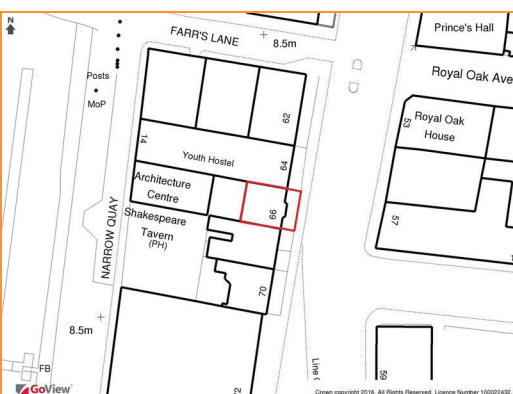 N
FARR'S LANE
8.5m
Prince's Hall
Royal Oak Ave
Posts
MoP
62
53
Royal Oak
House
14
Youth Hostel
64
Architecture
Centre
66
Shakespeare
Tavern
(PH)
NARROW QUAY
57
70
8.5m
FB
59
GoView
Crown copyright 2016. All Rights Reserved. Licence Number 100022432.